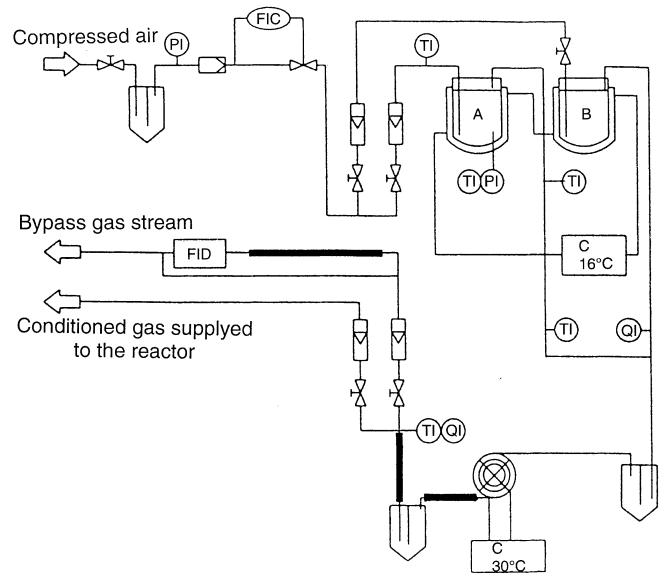 FIC
Compressed air
PI
TI
A
B
TI PI
TI
Bypass gas stream
FID
C
16°C
Conditioned gas supplyed
to the reactor
TI
QI
TI QI
C
30°C